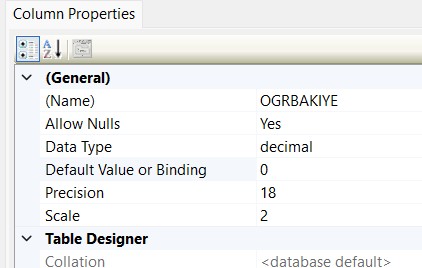 Column Properties
(General)
(Name) OGRBAKIYE
Allow Nulls Yes
Data Type decimal
Default Value or Binding 0
Precision 18
Scale 2
Table Designer
Collation <database default>